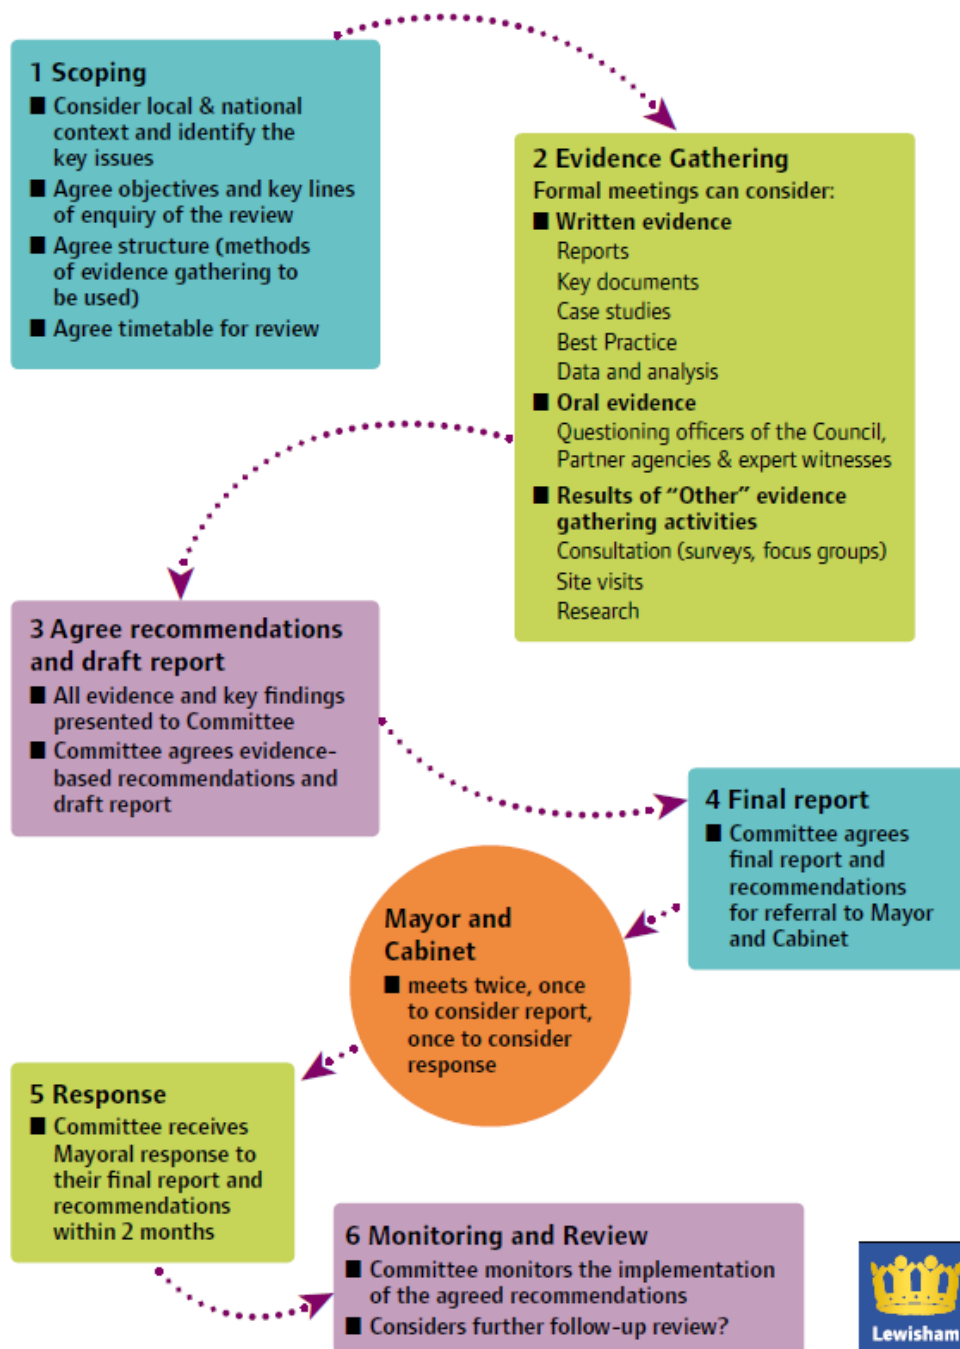 1 Scoping
■ Consider local & national
context and identify the
key issues
■ Agree objectives and key lines
of enquiry of the review
■ Agree structure (methods
of evidence gathering to
be used)
■ Agree timetable for review
2 Evidence Gathering
Formal meetings can consider:
■ Written evidence
Reports
Key documents
Case studies
Best Practice
Data and analysis
■ Oral evidence
Questioning officers of the Council,
Partner agencies & expert witnesses
■ Results of “Other” evidence
gathering activities
Consultation (surveys, focus groups)
Site visits
Research
3 Agree recommendations
and draft report
■ All evidence and key findings
presented to Committee
■ Committee agrees evidence-
based recommendations and
draft report
4 Final report
■ Committee agrees
final report and
recommendations
for referral to Mayor
and Cabinet
Mayor and
Cabinet
■ meets twice, once
to consider report,
once to consider
response
5 Response
■ Committee receives
Mayoral response to
their final report and
recommendations
within 2 months
6 Monitoring and Review
■ Committee monitors the implementation
of the agreed recommendations
■ Considers further follow-up review?
Lewisham